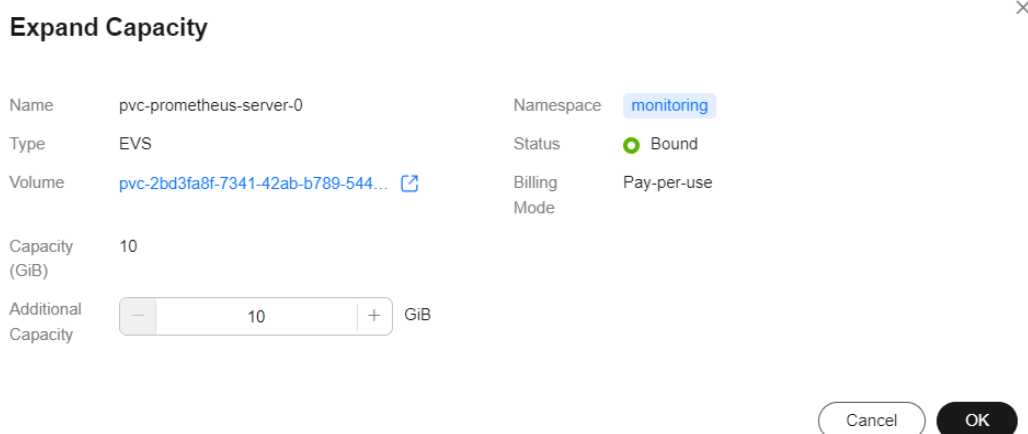 Expand Capacity
Name pvc-prometheus-server-0 Namespace monitoring
Type EVS Status Bound
Volume pvc-2bd3fa8f-7341-42ab-b789-544... Billing Mode Pay-per-use
Capacity (GiB) 10
Additional Capacity 10 GiB
Cancel OK